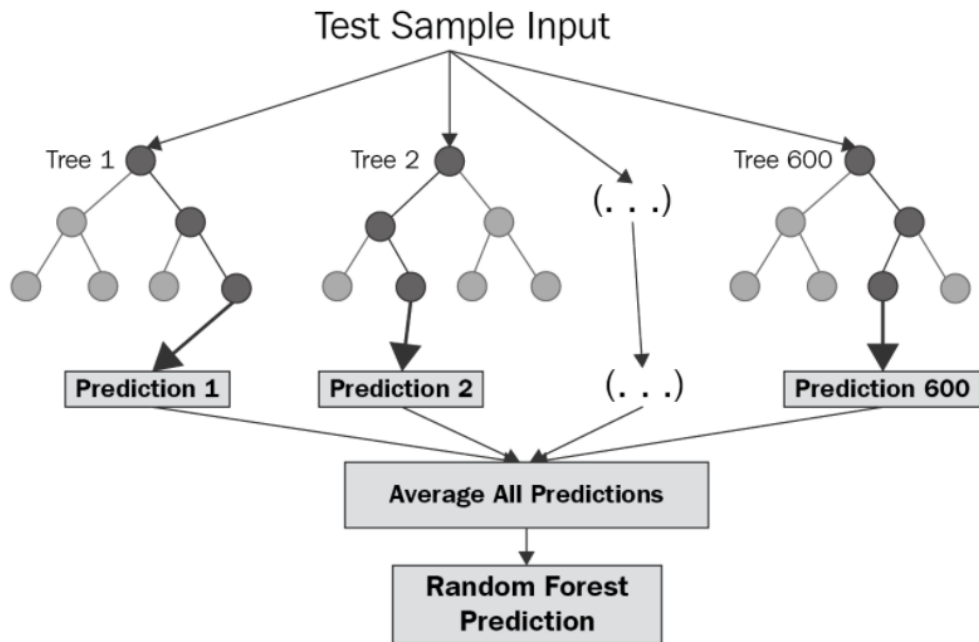 Test Sample Input
Tree 1
Tree 2
Tree 600
(. . .)
Prediction 1
Prediction 2
(. . .)
Prediction 600
Average All Predictions
Random Forest
Prediction